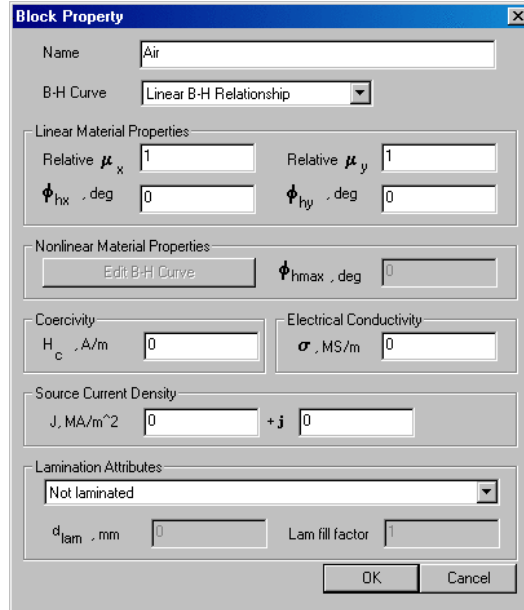 Block Property
Name Air
B-H Curve Linear B-H Relationship
Linear Material Properties
Relative μx 1 Relative μy 1
ϕhx , deg 0 ϕhy , deg 0
Nonlinear Material Properties
Edit B-H Curve ϕhmax , deg 0
Coercivity Electrical Conductivity
Hc , A/m 0 σ , MS/m 0
Source Current Density
J, MA/m^2 0 +j 0
Lamination Attributes
Not laminated
dlam , mm 0 Lam fill factor 1
OK Cancel